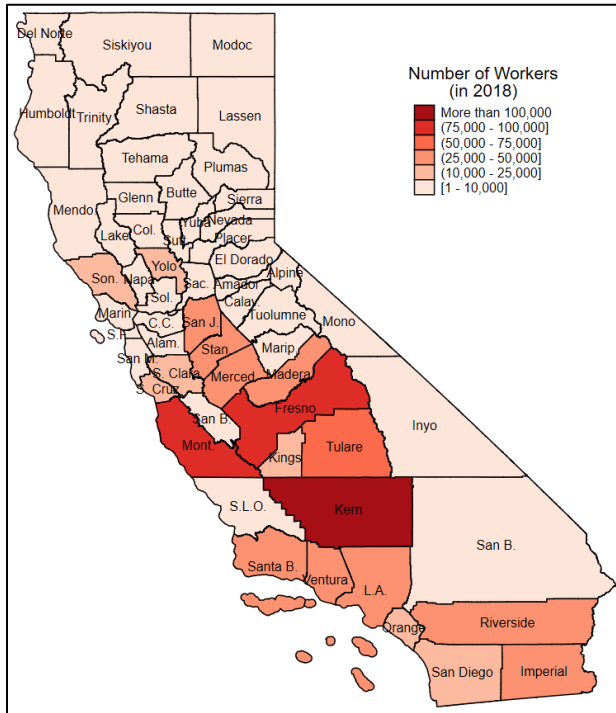 Del Norte
Siskiyou
Modoc
Number of Workers
(in 2018)
More than 100,000
(75,000 - 100,000]
(50,000 - 75,000]
(25,000 - 50,000]
(10,000 - 25,000]
[1 - 10,000]
Humboldt
Trinity
Shasta
Lassen
Tehama
Plumas
Mendo.
Glenn
Butte
Sierra
Lake
Col.
Sut.
Yuba
Nevada
Placer
Son.
Napa
Yolo
Sac.
El Dorado
Amador
Alpine
Marin
Sol.
Calav.
Tuolumne
Mono
S.F.
C.C.
San J.
Alam.
Stan
Marip.
San M.
S. Clara
Merced
Madera
S. Cruz
San B.
Fresno
Inyo
Mont.
Kings
Tulare
S.L.O.
Kern
San B.
Santa B.
Ventura
L.A.
Orange
Riverside
San Diego
Imperial